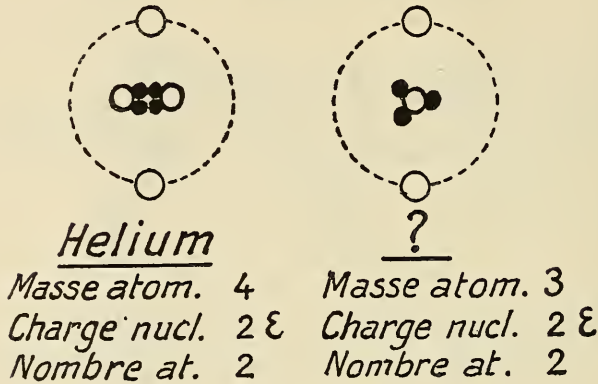 Helium
Masse atom. 4
Charge nucl. 2 ℇ
Nombre at. 2
?
Masse atom. 3
Charge nucl. 2 ℇ
Nombre at. 2